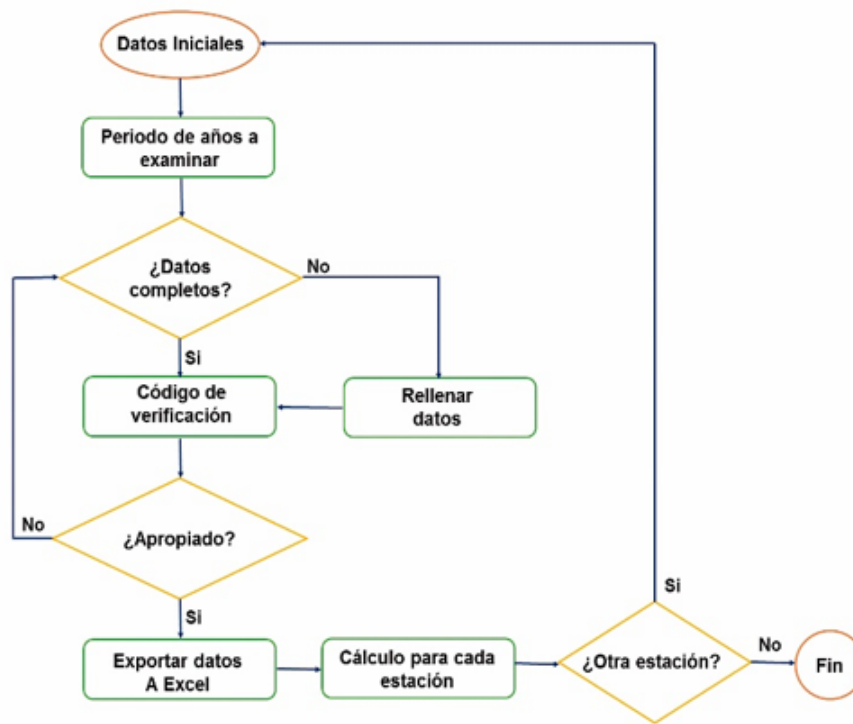 Datos Iniciales
Periodo de años a
examinar
¿Datos
completos?
No
Si
Código de
verificación
Rellenar
datos
No
¿Apropiado?
Si
Exportar datos
A Excel
Cálculo para cada
estación
Si
¿Otra estación?
No
Fin